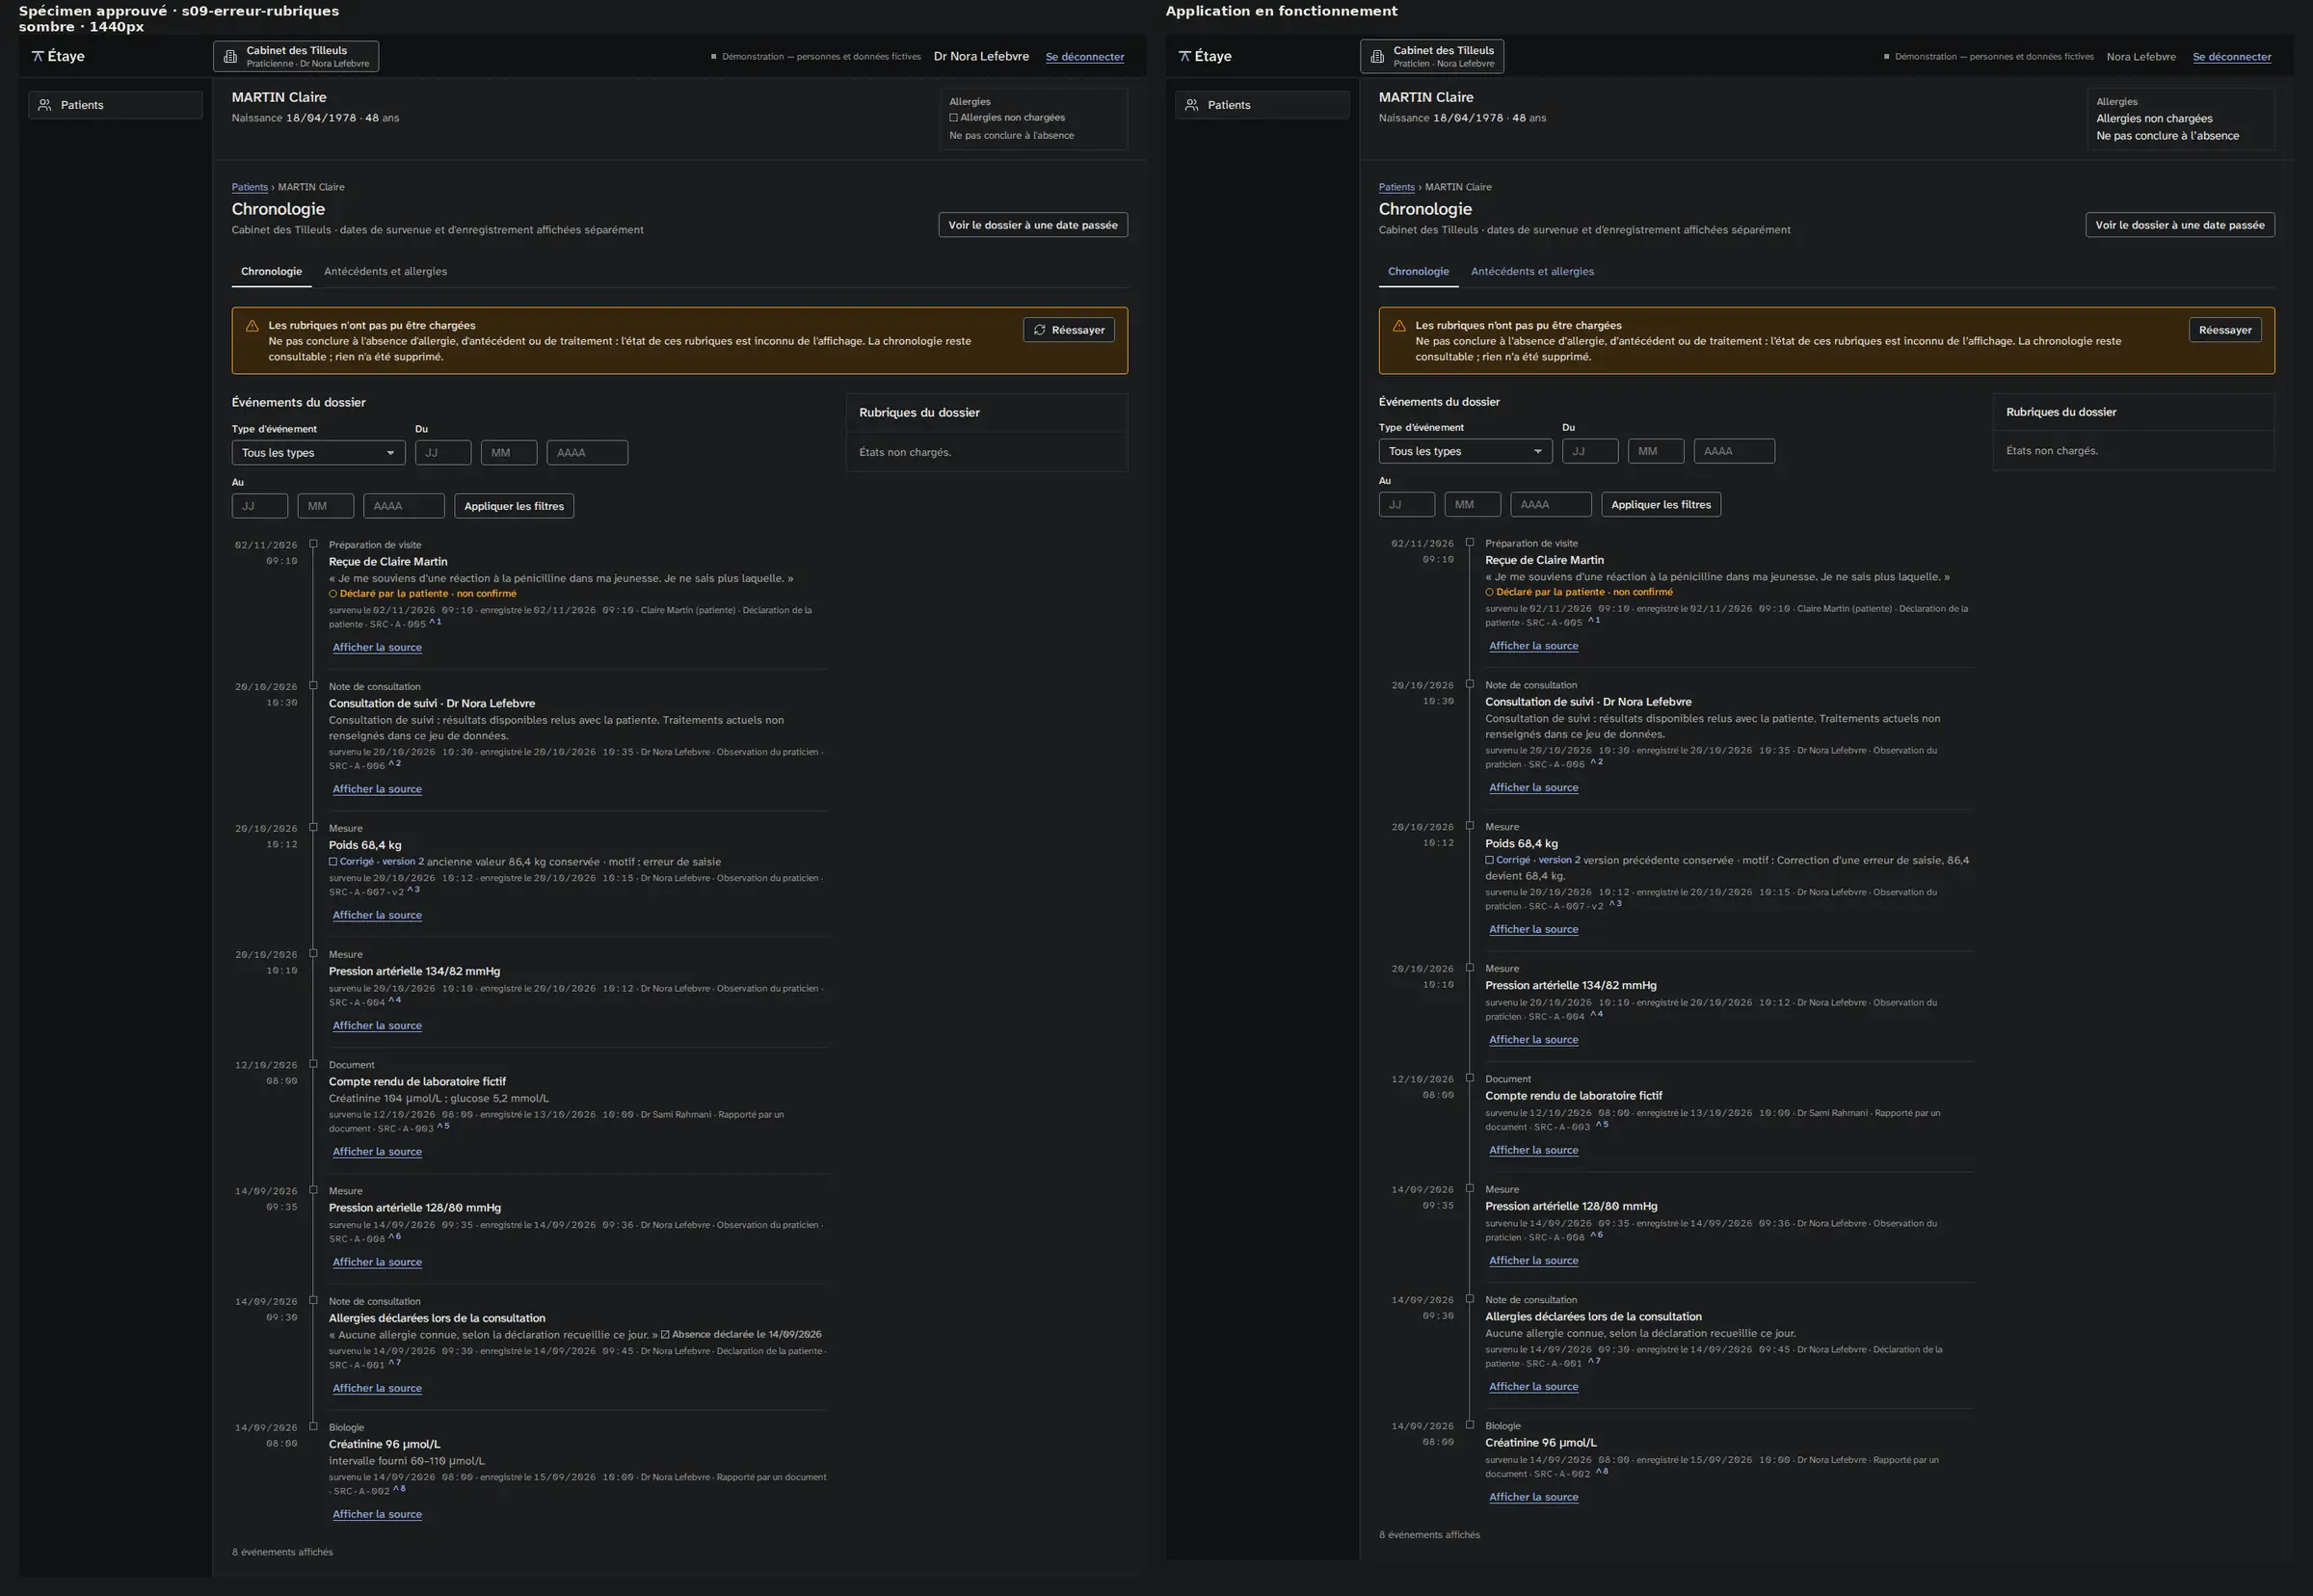 Spécimen approuvé · s09-erreur-rubriques
sombre · 1440px
Étaye
Cabinet des Tilleuls
Praticienne · Dr Nora Lefebvre
Démonstration — personnes et données fictives
Dr Nora Lefebvre
Se déconnecter
Patients
MARTIN Claire
Naissance 18/04/1978 · 48 ans
Allergies
Allergies non chargées
Ne pas conclure à l'absence
Patients › MARTIN Claire
Chronologie
Cabinet des Tilleuls · dates de survenue et d'enregistrement affichées séparément
Voir le dossier à une date passée
Chronologie
Antécédents et allergies
Les rubriques n'ont pas pu être chargées
Ne pas conclure à l'absence d'allergie, d'antécédent ou de traitement : l'état de ces rubriques est inconnu de l'affichage. La chronologie reste
consultable ; rien n'a été supprimé.
Réessayer
Événements du dossier
Type d'événement
Du
Tous les types
JJ
MM
AAAA
Au
JJ
MM
AAAA
Appliquer les filtres
Rubriques du dossier
États non chargés.
02/11/2026
09:10
Préparation de visite
Reçue de Claire Martin
« Je me souviens d'une réaction à la pénicilline dans ma jeunesse. Je ne sais plus laquelle. »
Déclaré par la patiente · non confirmé
survenu le 02/11/2026 09:10 · enregistré le 02/11/2026 09:10 · Claire Martin (patiente) · Déclaration de la
patiente · SRC-A-005 ^1
Afficher la source
20/10/2026
10:30
Note de consultation
Consultation de suivi · Dr Nora Lefebvre
Consultation de suivi : résultats disponibles relus avec la patiente. Traitements actuels non
renseignés dans ce jeu de données.
survenu le 20/10/2026 10:30 · enregistré le 20/10/2026 10:35 · Dr Nora Lefebvre · Observation du praticien ·
SRC-A-006 ^2
Afficher la source
20/10/2026
10:12
Mesure
Poids 68,4 kg
Corrigé · version 2 ancienne valeur 86,4 kg conservée · motif : erreur de saisie
survenu le 20/10/2026 10:12 · enregistré le 20/10/2026 10:15 · Dr Nora Lefebvre · Observation du praticien ·
SRC-A-007-v2 ^3
Afficher la source
20/10/2026
10:10
Mesure
Pression artérielle 134/82 mmHg
survenu le 20/10/2026 10:10 · enregistré le 20/10/2026 10:12 · Dr Nora Lefebvre · Observation du praticien ·
SRC-A-004 ^4
Afficher la source
12/10/2026
08:00
Document
Compte rendu de laboratoire fictif
Créatinine 104 µmol/L ; glucose 5,2 mmol/L
survenu le 12/10/2026 08:00 · enregistré le 13/10/2026 10:00 · Dr Sami Rahmani · Rapporté par un
document · SRC-A-003 ^5
Afficher la source
14/09/2026
09:35
Mesure
Pression artérielle 128/80 mmHg
survenu le 14/09/2026 09:35 · enregistré le 14/09/2026 09:36 · Dr Nora Lefebvre · Observation du praticien ·
SRC-A-008 ^6
Afficher la source
14/09/2026
09:30
Note de consultation
Allergies déclarées lors de la consultation
« Aucune allergie connue, selon la déclaration recueillie ce jour. » Absence déclarée le 14/09/2026
survenu le 14/09/2026 09:30 · enregistré le 14/09/2026 09:45 · Dr Nora Lefebvre · Déclaration de la patiente ·
SRC-A-001 ^7
Afficher la source
14/09/2026
08:00
Biologie
Créatinine 96 µmol/L
intervalle fourni 60–110 µmol/L
survenu le 14/09/2026 08:00 · enregistré le 15/09/2026 10:00 · Dr Nora Lefebvre · Rapporté par un document
· SRC-A-002 ^8
Afficher la source
8 événements affichés
Application en fonctionnement
Étaye
Cabinet des Tilleuls
Praticien · Nora Lefebvre
Démonstration — personnes et données fictives
Nora Lefebvre
Se déconnecter
Patients
MARTIN Claire
Naissance 18/04/1978 · 48 ans
Allergies
Allergies non chargées
Ne pas conclure à l'absence
Patients › MARTIN Claire
Chronologie
Cabinet des Tilleuls · dates de survenue et d'enregistrement affichées séparément
Voir le dossier à une date passée
Chronologie
Antécédents et allergies
Les rubriques n'ont pas pu être chargées
Ne pas conclure à l'absence d'allergie, d'antécédent ou de traitement : l'état de ces rubriques est inconnu de l'affichage. La chronologie reste
consultable ; rien n'a été supprimé.
Réessayer
Événements du dossier
Type d'événement
Du
Tous les types
JJ
MM
AAAA
Au
JJ
MM
AAAA
Appliquer les filtres
Rubriques du dossier
États non chargés.
02/11/2026
09:10
Préparation de visite
Reçue de Claire Martin
« Je me souviens d'une réaction à la pénicilline dans ma jeunesse. Je ne sais plus laquelle. »
Déclaré par la patiente · non confirmé
survenu le 02/11/2026 09:10 · enregistré le 02/11/2026 09:10 · Claire Martin (patiente) · Déclaration de la
patiente · SRC-A-005 ^1
Afficher la source
20/10/2026
10:30
Note de consultation
Consultation de suivi · Dr Nora Lefebvre
Consultation de suivi : résultats disponibles relus avec la patiente. Traitements actuels non
renseignés dans ce jeu de données.
survenu le 20/10/2026 10:30 · enregistré le 20/10/2026 10:35 · Dr Nora Lefebvre · Observation du
praticien · SRC-A-006 ^2
Afficher la source
20/10/2026
10:12
Mesure
Poids 68,4 kg
Corrigé · version 2 version précédente conservée · motif : Correction d'une erreur de saisie, 86,4
devient 68,4 kg.
survenu le 20/10/2026 10:12 · enregistré le 20/10/2026 10:15 · Dr Nora Lefebvre · Observation du
praticien · SRC-A-007-v2 ^3
Afficher la source
20/10/2026
10:10
Mesure
Pression artérielle 134/82 mmHg
survenu le 20/10/2026 10:10 · enregistré le 20/10/2026 10:12 · Dr Nora Lefebvre · Observation du
praticien · SRC-A-004 ^4
Afficher la source
12/10/2026
08:00
Document
Compte rendu de laboratoire fictif
survenu le 12/10/2026 08:00 · enregistré le 13/10/2026 10:00 · Dr Sami Rahmani · Rapporté par un
document · SRC-A-003 ^5
Afficher la source
14/09/2026
09:35
Mesure
Pression artérielle 128/80 mmHg
survenu le 14/09/2026 09:35 · enregistré le 14/09/2026 09:36 · Dr Nora Lefebvre · Observation du
praticien · SRC-A-008 ^6
Afficher la source
14/09/2026
09:30
Note de consultation
Allergies déclarées lors de la consultation
Aucune allergie connue, selon la déclaration recueillie ce jour.
survenu le 14/09/2026 09:30 · enregistré le 14/09/2026 09:45 · Dr Nora Lefebvre · Déclaration de la
patiente · SRC-A-001 ^7
Afficher la source
14/09/2026
08:00
Biologie
Créatinine 96 µmol/L
survenu le 14/09/2026 08:00 · enregistré le 15/09/2026 10:00 · Dr Nora Lefebvre · Rapporté par un
document · SRC-A-002 ^8
Afficher la source
8 événements affichés